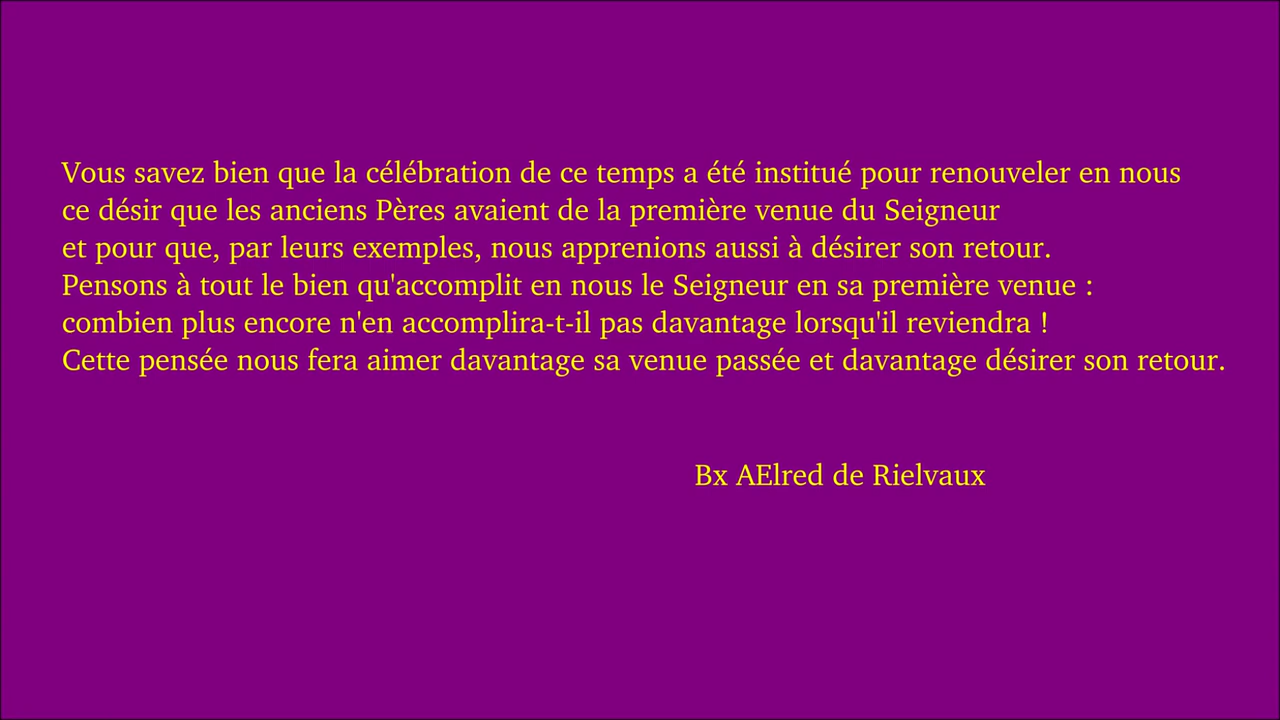 Vous savez bien que la célébration de ce temps a été institué pour renouveler en nous
ce désir que les anciens Pères avaient de la première venue du Seigneur
et pour que, par leurs exemples, nous apprenions aussi à désirer son retour.
Pensons à tout le bien qu'accomplit en nous le Seigneur en sa première venue :
combien plus encore n'en accomplira-t-il pas davantage lorsqu'il reviendra !
Cette pensée nous fera aimer davantage sa venue passée et davantage désirer son retour.
Bx AElred de Rielvaux